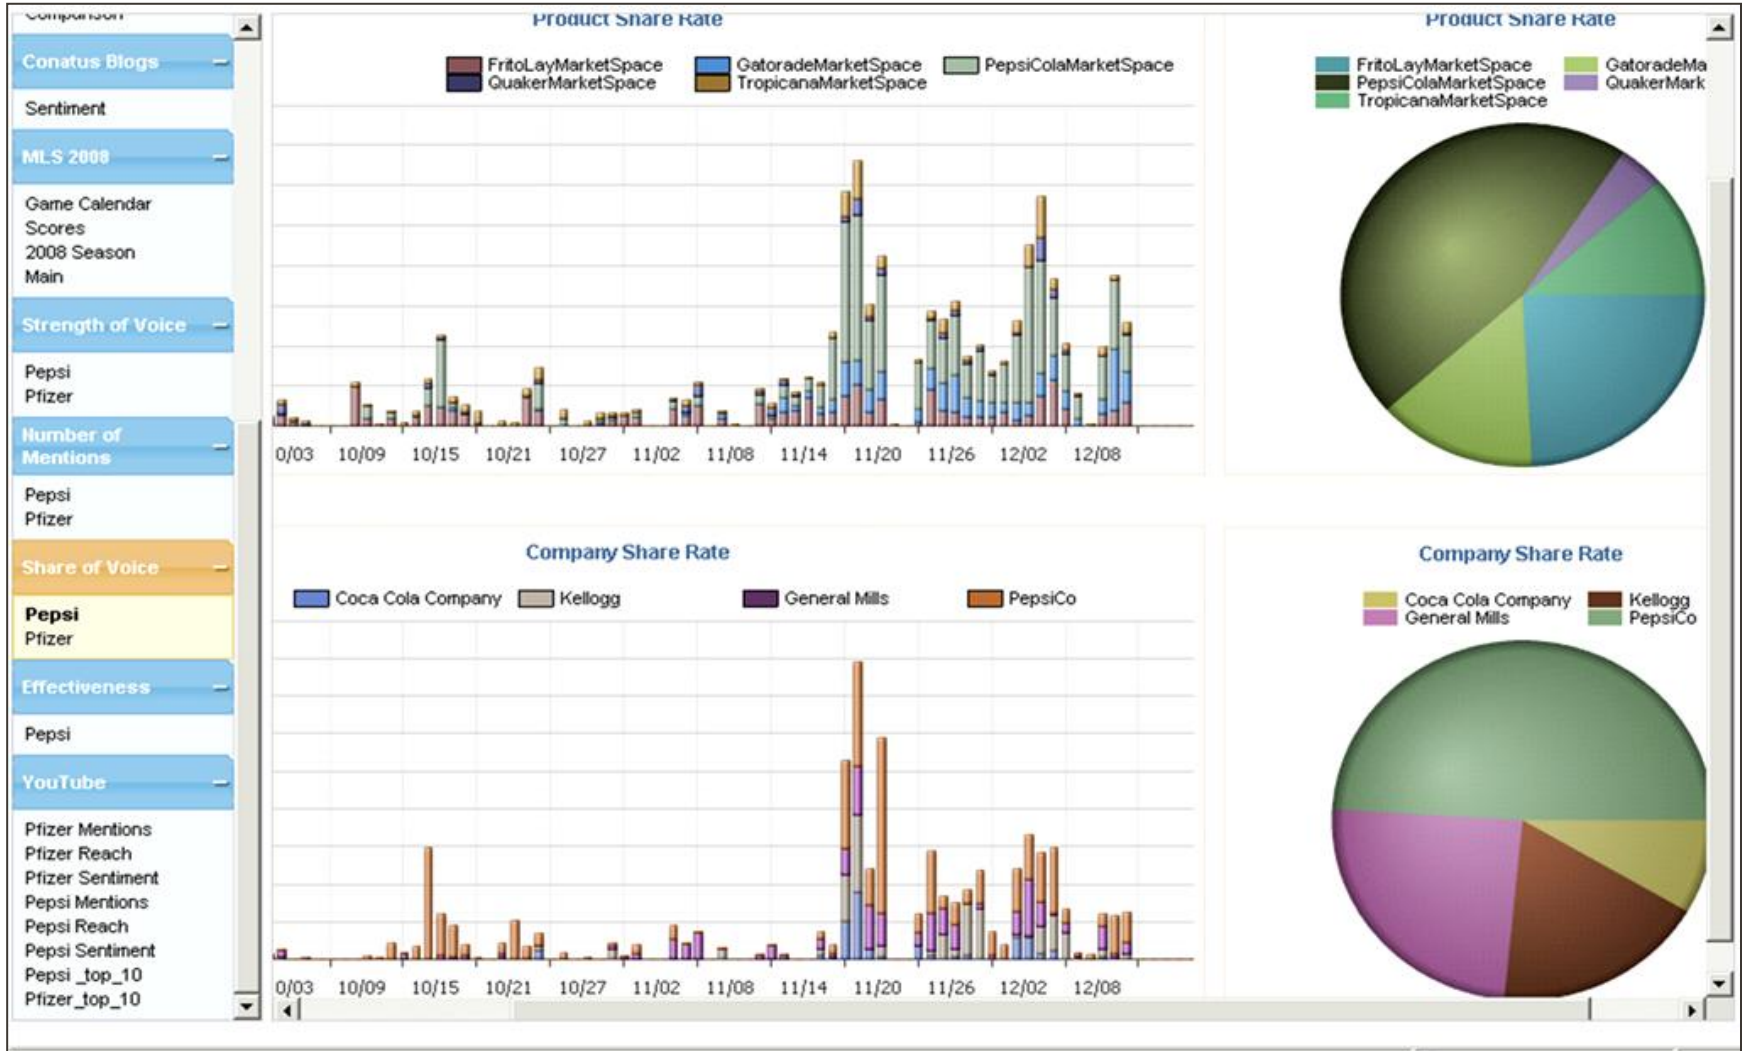 Comparison
Conatus Blogs
Sentiment
MLS 2008
Game Calendar
Scores
2008 Season
Main
Strength of Voice
Pepsi
Pfizer
Number of
Mentions
Pepsi
Pfizer
Share of Voice
Pepsi
Pfizer
Effectiveness
Pepsi
YouTube
Pfizer Mentions
Pfizer Reach
Pfizer Sentiment
Pepsi Mentions
Pepsi Reach
Pepsi Sentiment
Pepsi _top_10
Pfizer_top_10
Product Share Rate
FritoLayMarketSpace GatoradeMarketSpace PepsiColaMarketSpace
QuakerMarketSpace TropicanaMarketSpace
0/03 10/09 10/15 10/21 10/27 11/02 11/08 11/14 11/20 11/26 12/02 12/08
Product Share Rate
FritoLayMarketSpace GatoradeMa
PepsiColaMarketSpace QuakerMark
TropicanaMarketSpace
Company Share Rate
Coca Cola Company Kellogg General Mills PepsiCo
0/03 10/09 10/15 10/21 10/27 11/02 11/08 11/14 11/20 11/26 12/02 12/08
Company Share Rate
Coca Cola Company Kellogg
General Mills PepsiCo